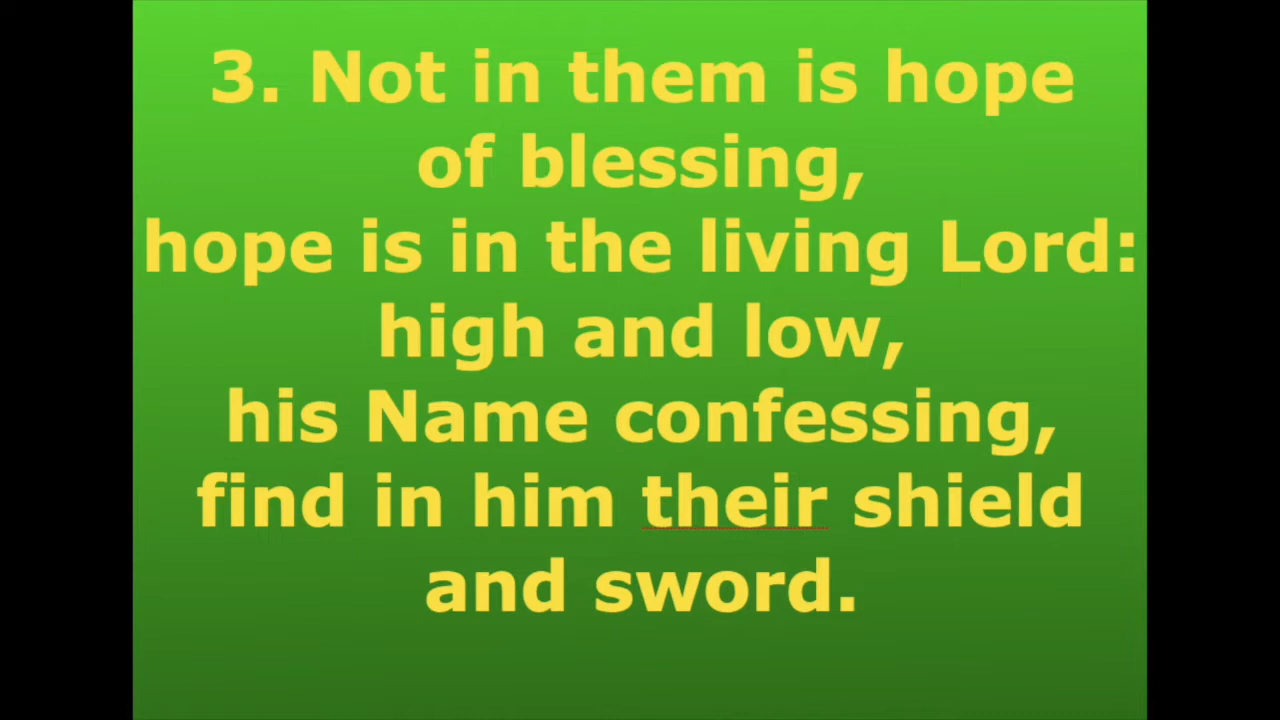 3. Not in them is hope
of blessing,
hope is in the living Lord:
high and low,
his Name confessing,
find in him their shield
and sword.